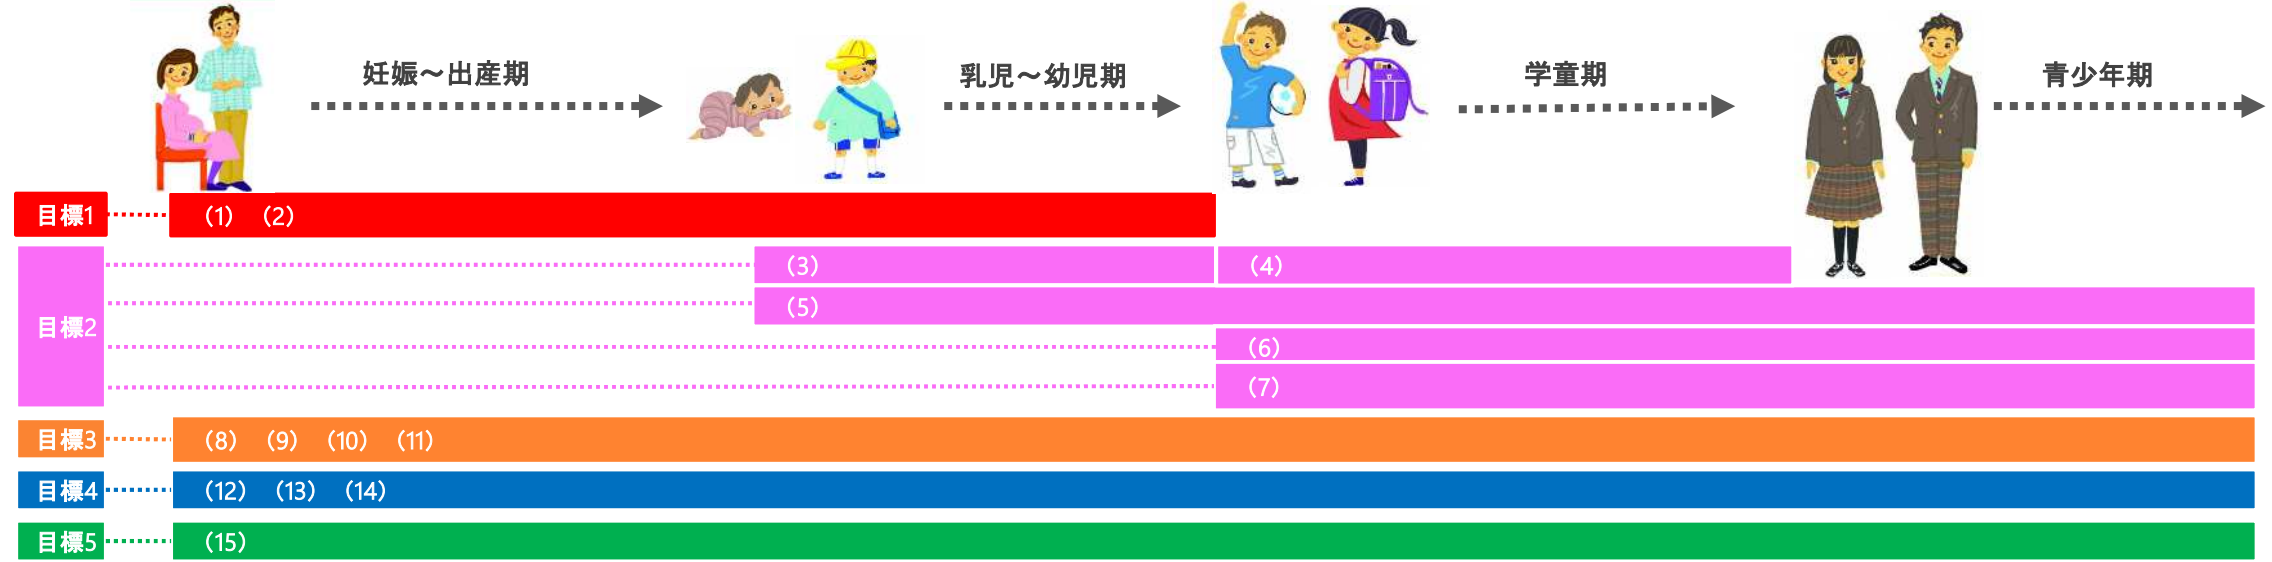 妊娠～出産期
乳児～幼児期
学童期
青少年期
目標1
（1）　（2）
目標2
（3）
（4）
（5）
（6）
（7）
目標3
（8）　（9）　（10）　（11）
目標4
（12）　（13）　（14）
目標5
（15）